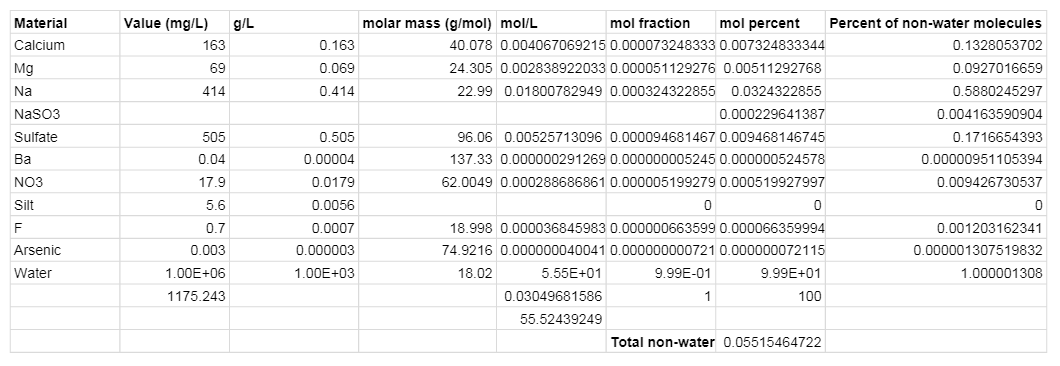 Material Value (mg/L) g/L molar mass (g/mol) mol/L mol fraction mol percent Percent of non-water molecules
Calcium 163 0.163 40.078 0.004067069215 0.000073248333 0.007324833344 0.1328053702
Mg 69 0.069 24.305 0.002838922033 0.000051129276 0.00511292768 0.0927016659
Na 414 0.414 22.99 0.01800782949 0.000324322855 0.0324322855 0.5880245297
NaSO3 0.000229641387 0.004163590904
Sulfate 505 0.505 96.06 0.00525713096 0.000094681467 0.009468146745 0.1716654393
Ba 0.04 0.00004 137.33 0.000000291269 0.000000005245 0.000000524578 0.00000951105394
NO3 17.9 0.0179 62.0049 0.000288686861 0.000005199279 0.000519927997 0.009426730537
Silt 5.6 0.0056 0 0 0
F 0.7 0.0007 18.998 0.000036845983 0.000000663599 0.000066359994 0.001203162341
Arsenic 0.003 0.000003 74.9216 0.000000040041 0.000000000721 0.000000072115 0.000001307519832
Water 1.00E+06 1.00E+03 18.02 5.55E+01 9.99E-01 9.99E+01 1.000001308
1175.243 0.03049681586 1 100
55.52439249
Total non-water 0.05515464722